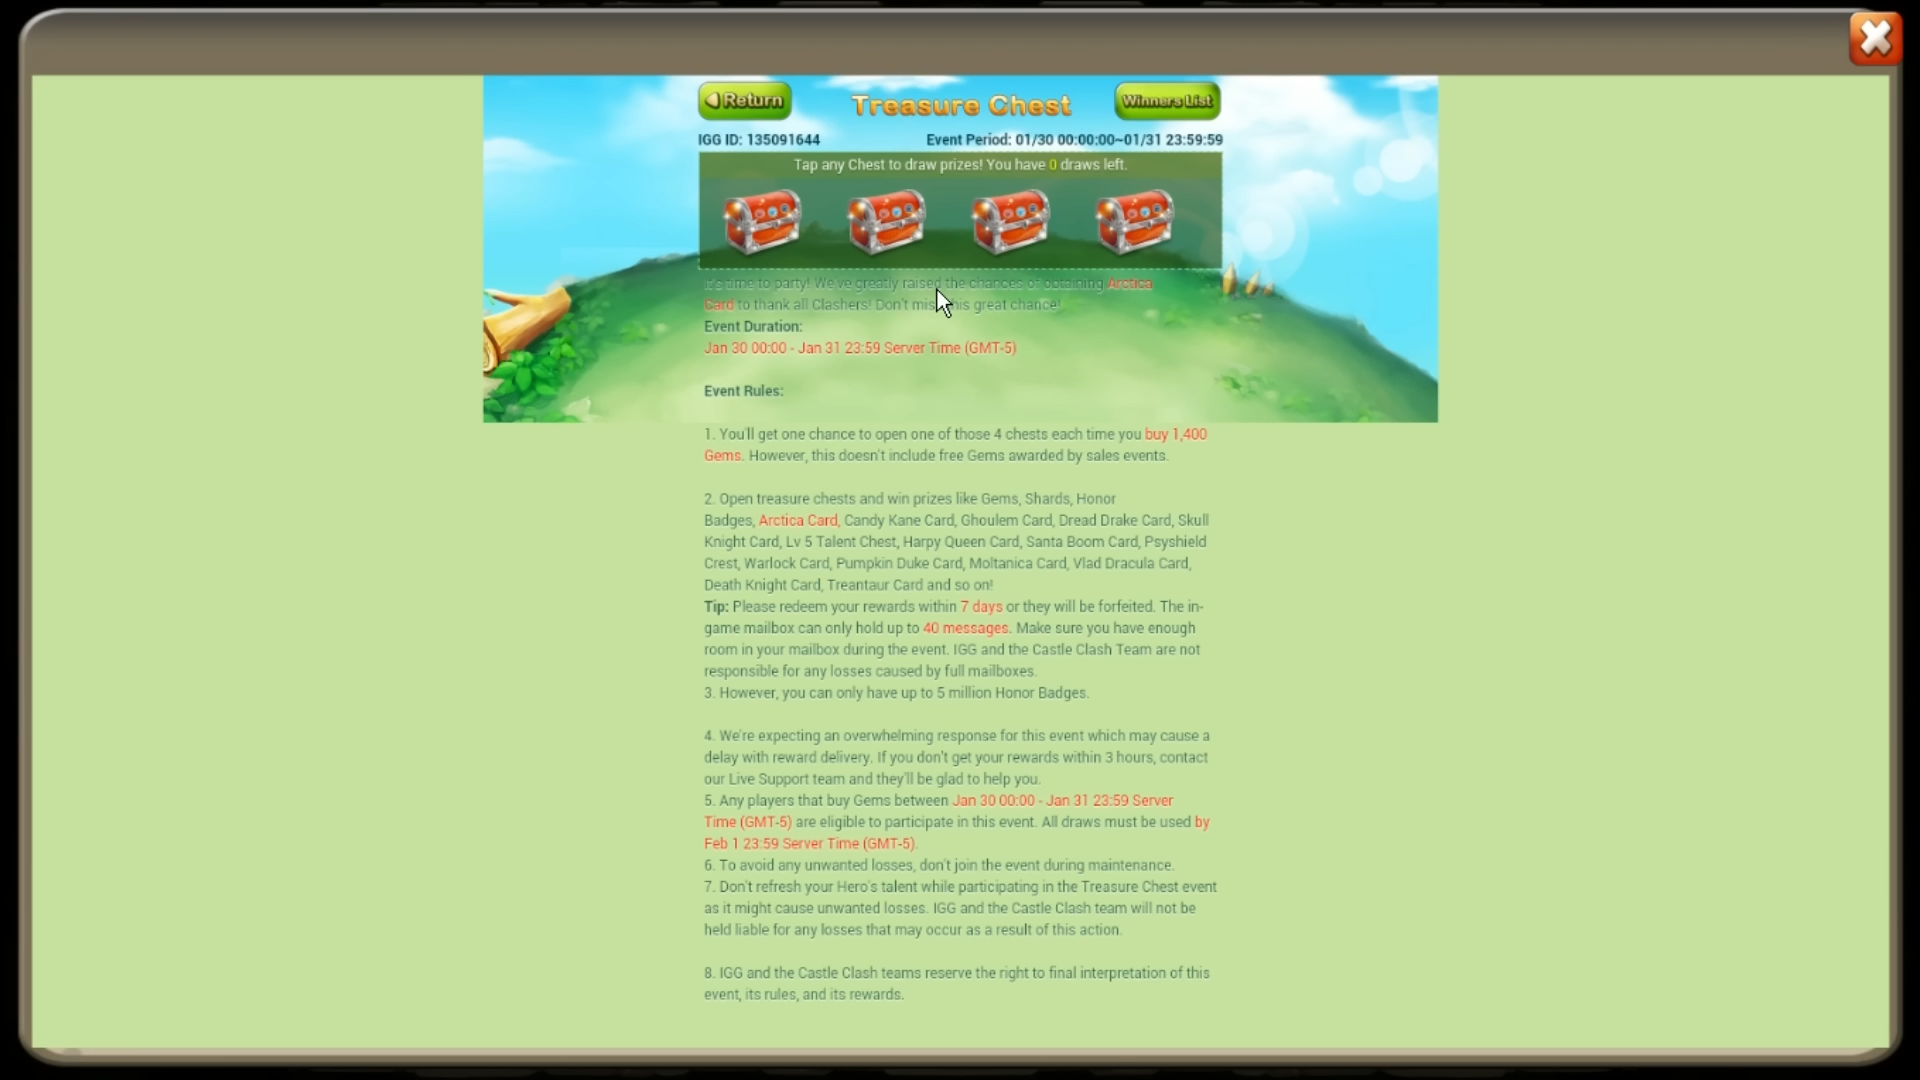 Return
Treasure Chest
Winners List
IGG ID: 135091644
Event Period: 01/30 00:00:00~01/31 23:59:59
Tap any Chest to draw prizes! You have 0 draws left.
It's time to party! We've greatly raised the chances of obtaining Arctica
Card to thank all Clashers! Don't miss this great chance!
Event Duration:
Jan 30 00:00 - Jan 31 23:59 Server Time (GMT-5)
Event Rules:
1. You'll get one chance to open one of those 4 chests each time you buy 1,400
Gems. However, this doesn't include free Gems awarded by sales events.
2. Open treasure chests and win prizes like Gems, Shards, Honor
Badges, Arctica Card, Candy Kane Card, Ghoulem Card, Dread Drake Card, Skull
Knight Card, Lv 5 Talent Chest, Harpy Queen Card, Santa Boom Card, Psyshield
Crest, Warlock Card, Pumpkin Duke Card, Moltanica Card, Vlad Dracula Card,
Death Knight Card, Treantaur Card and so on!
Tip: Please redeem your rewards within 7 days or they will be forfeited. The in-
game mailbox can only hold up to 40 messages. Make sure you have enough
room in your mailbox during the event. IGG and the Castle Clash Team are not
responsible for any losses caused by full mailboxes.
3. However, you can only have up to 5 million Honor Badges.
4. We're expecting an overwhelming response for this event which may cause a
delay with reward delivery. If you don't get your rewards within 3 hours, contact
our Live Support team and they'll be glad to help you.
5. Any players that buy Gems between Jan 30 00:00 - Jan 31 23:59 Server
Time (GMT-5) are eligible to participate in this event. All draws must be used by
Feb 1 23:59 Server Time (GMT-5).
6. To avoid any unwanted losses, don't join the event during maintenance.
7. Don't refresh your Hero's talent while participating in the Treasure Chest event
as it might cause unwanted losses. IGG and the Castle Clash team will not be
held liable for any losses that may occur as a result of this action.
8. IGG and the Castle Clash teams reserve the right to final interpretation of this
event, its rules, and its rewards.